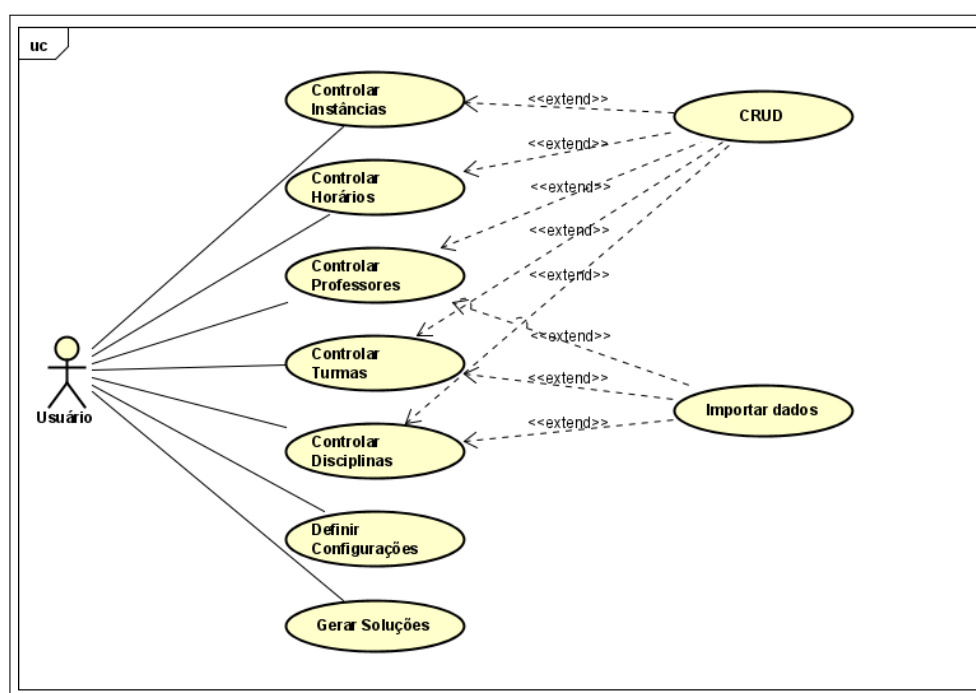 uc
Controlar
Instâncias
<<extend>>
CRUD
Controlar
Horários
<<extend>>
<<extend>>
<<extend>>
Controlar
Professores
<<extend>>
<<extend>>
Controlar
Turmas
<<extend>>
Usuário
Importar dados
<<extend>>
Controlar
Disciplinas
Definir
Configurações
Gerar Soluções